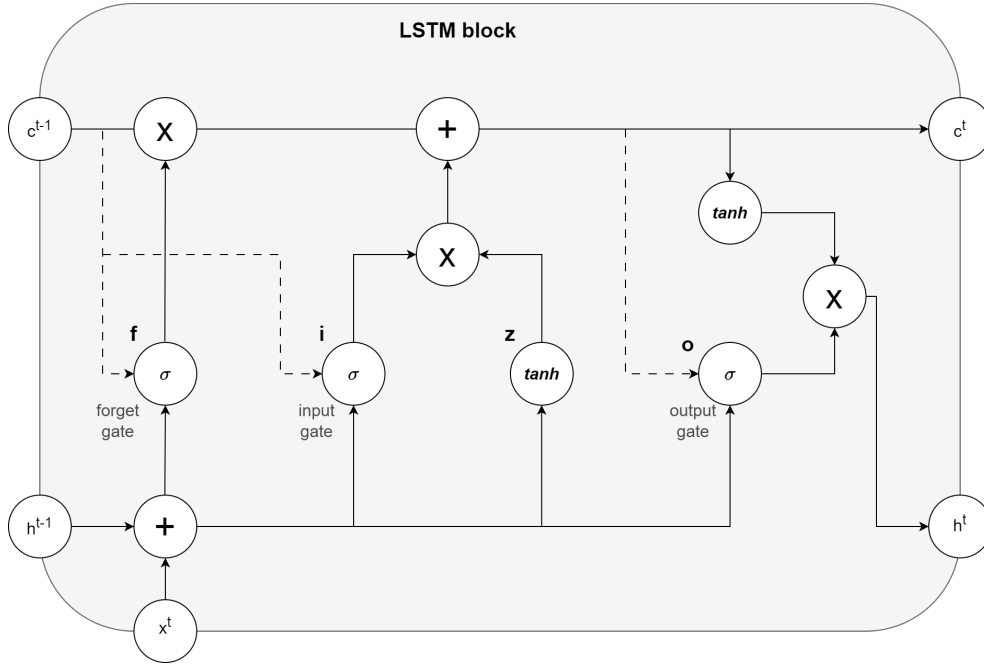 LSTM block
c^t-1
X
+
c^t
tanh
X
X
f
i
z
o
σ
σ
tanh
σ
forget
gate
input
gate
output
gate
h^t-1
+
h^t
x^t